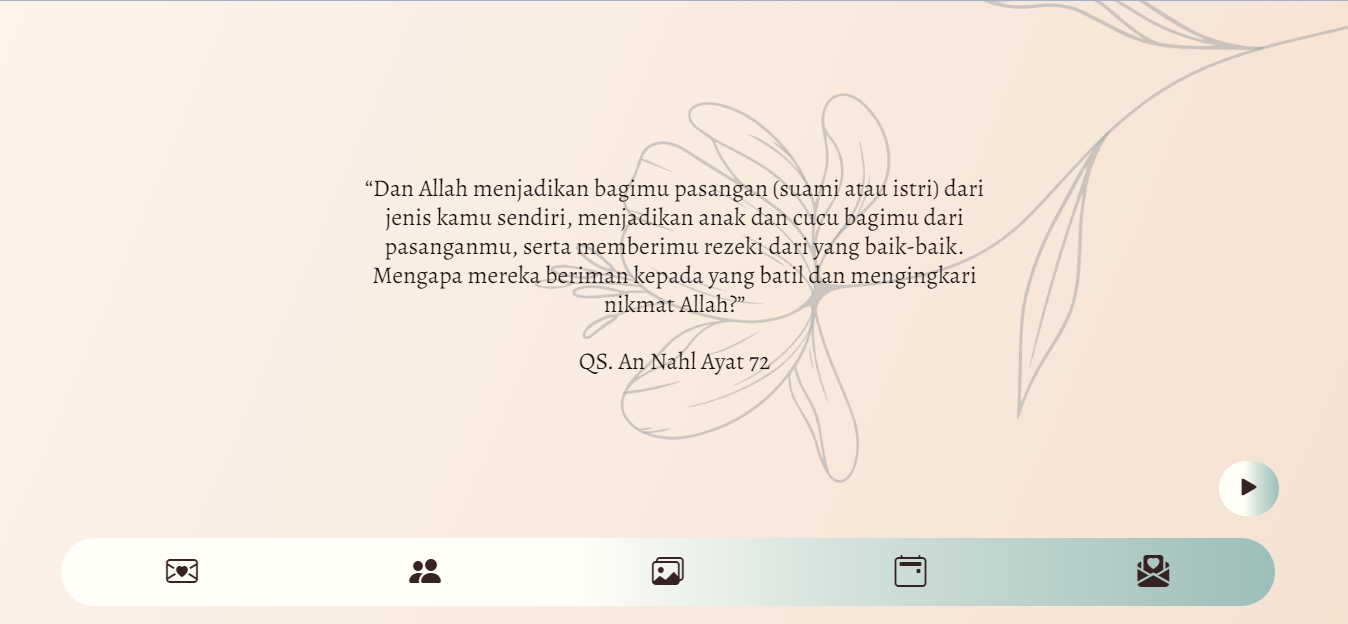 “Dan Allah menjadikan bagimu pasangan (suami atau istri) dari
jenis kamu sendiri, menjadikan anak dan cucu bagimu dari
pasanganmu, serta memberimu rezeki dari yang baik-baik.
Mengapa mereka beriman kepada yang batil dan mengingkari
nikmat Allah?”
QS. An Nahl Ayat 72